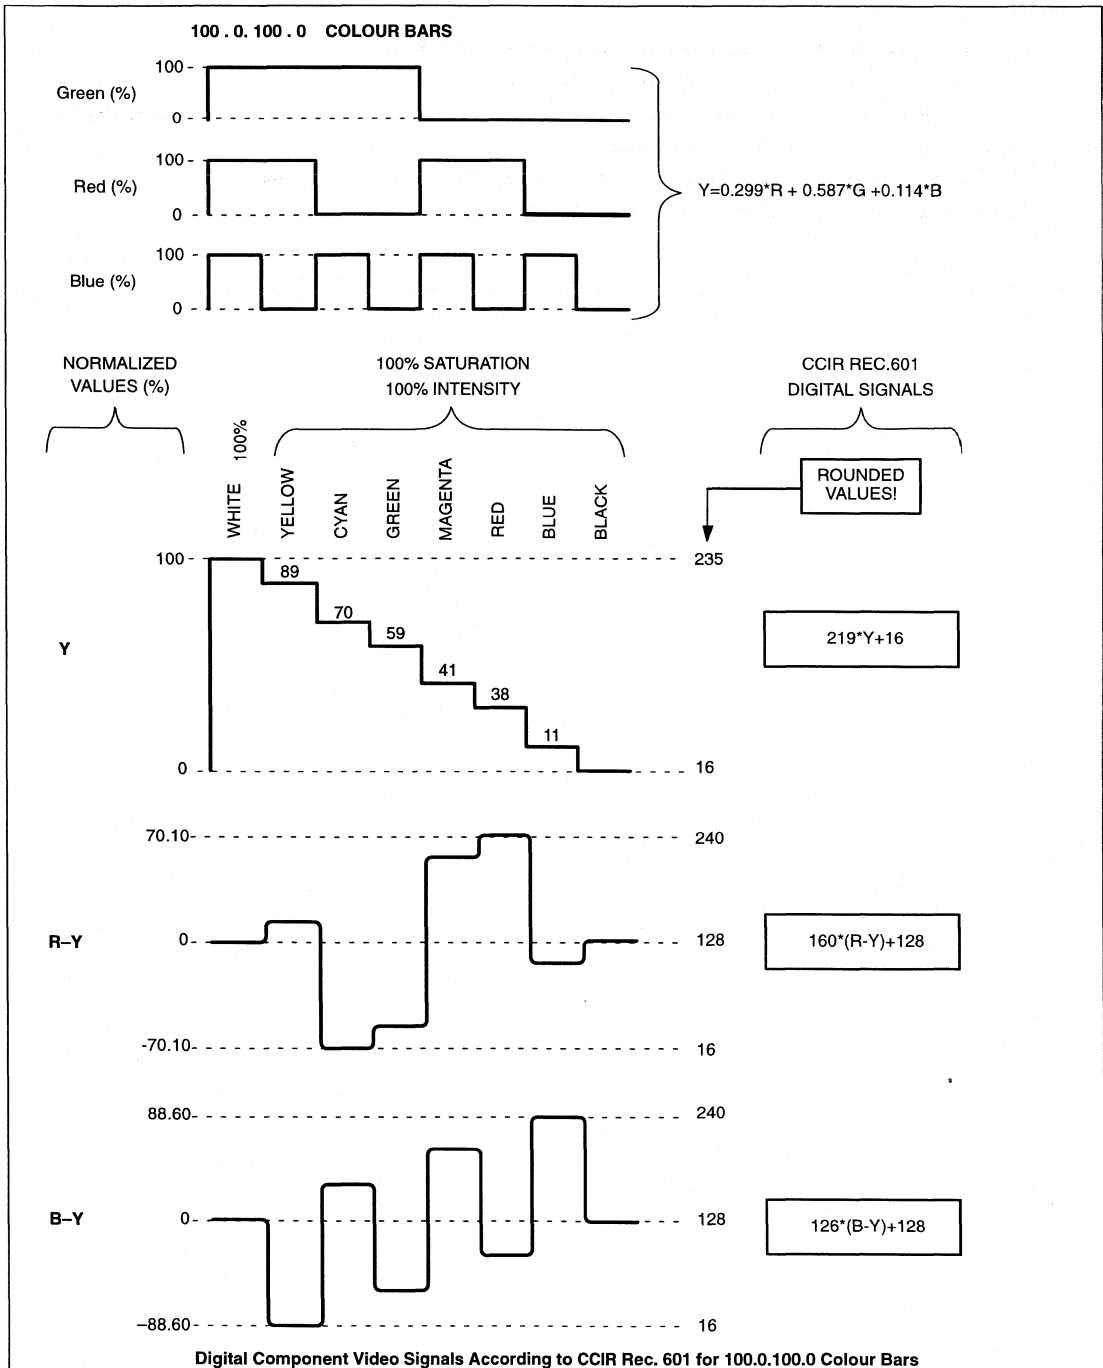 100 . 0. 100 . 0 COLOUR BARS
100
Green (%)
0
100
Red (%)
0
Y=0.299*R + 0.587*G +0.114*B
100
Blue (%)
0
NORMALIZED
VALUES (%)
100% SATURATION
100% INTENSITY
CCIR REC.601
DIGITAL SIGNALS
WHITE 100%
YELLOW
CYAN
GREEN
MAGENTA
RED
BLUE
BLACK
ROUNDED
VALUES!
100
235
89
70
59
41
38
11
Y
219*Y+16
0
16
70.10
240
R–Y
0
128
160*(R-Y)+128
-70.10
16
88.60
240
B–Y
0
128
126*(B-Y)+128
–88.60
16
Digital Component Video Signals According to CCIR Rec. 601 for 100.0.100.0 Colour Bars